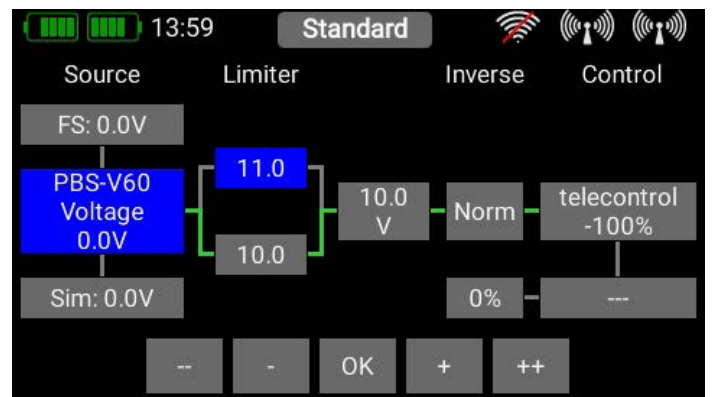 13:59 Standard
Source Limiter Inverse Control
FS: 0.0V
PBS-V60
Voltage
0.0V
11.0
10.0
10.0
V
Norm
telecontrol
-100%
Sim: 0.0V
0%
---
-- - OK + ++